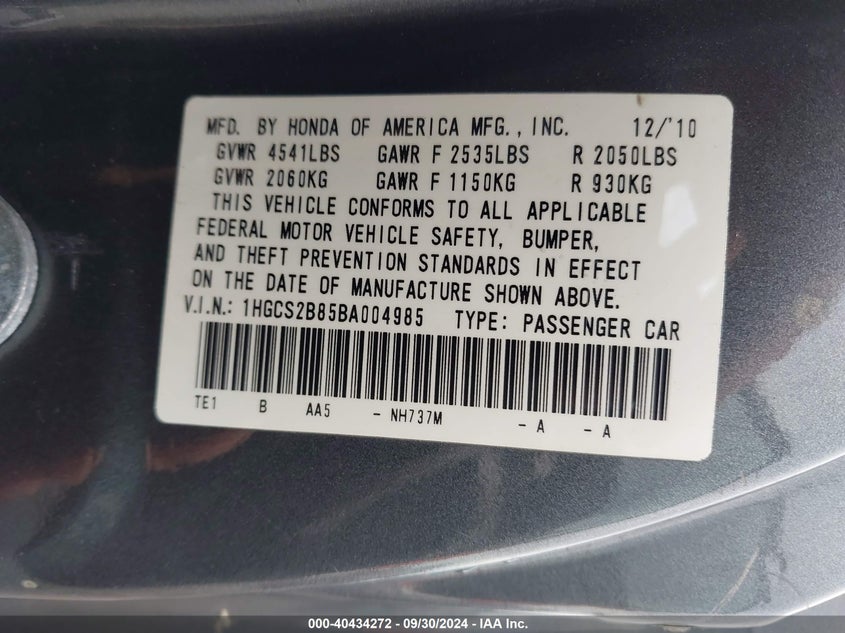 MFD. BY HONDA OF AMERICA MFG., INC. 12/'10
GVWR 4541LBS GAWR F 2535LBS R 2050LBS
GVWR 2060KG GAWR F 1150KG R 930KG
THIS VEHICLE CONFORMS TO ALL APPLICABLE
FEDERAL MOTOR VEHICLE SAFETY, BUMPER,
AND THEFT PREVENTION STANDARDS IN EFFECT
ON THE DATE OF MANUFACTURE SHOWN ABOVE.
V.I.N.: 1HGCS2B85BA004985 TYPE: PASSENGER CAR
TE1 B AA5 - NH737M - A - A
000-40434272 - 09/30/2024 - IAA Inc.